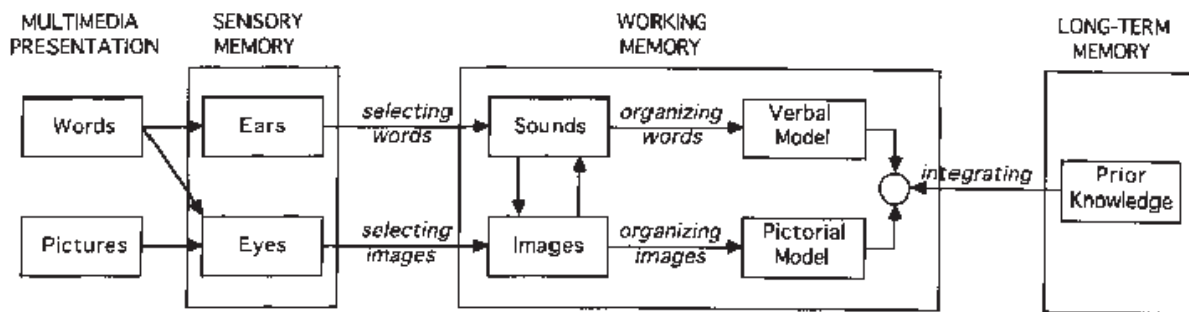 MULTIMEDIA
PRESENTATION
SENSORY
MEMORY
WORKING
MEMORY
LONG-TERM
MEMORY
Words
Ears
selecting
words
Sounds
organizing
words
Verbal
Model
integrating
Prior
Knowledge
Pictures
Eyes
selecting
images
Images
organizing
images
Pictorial
Model